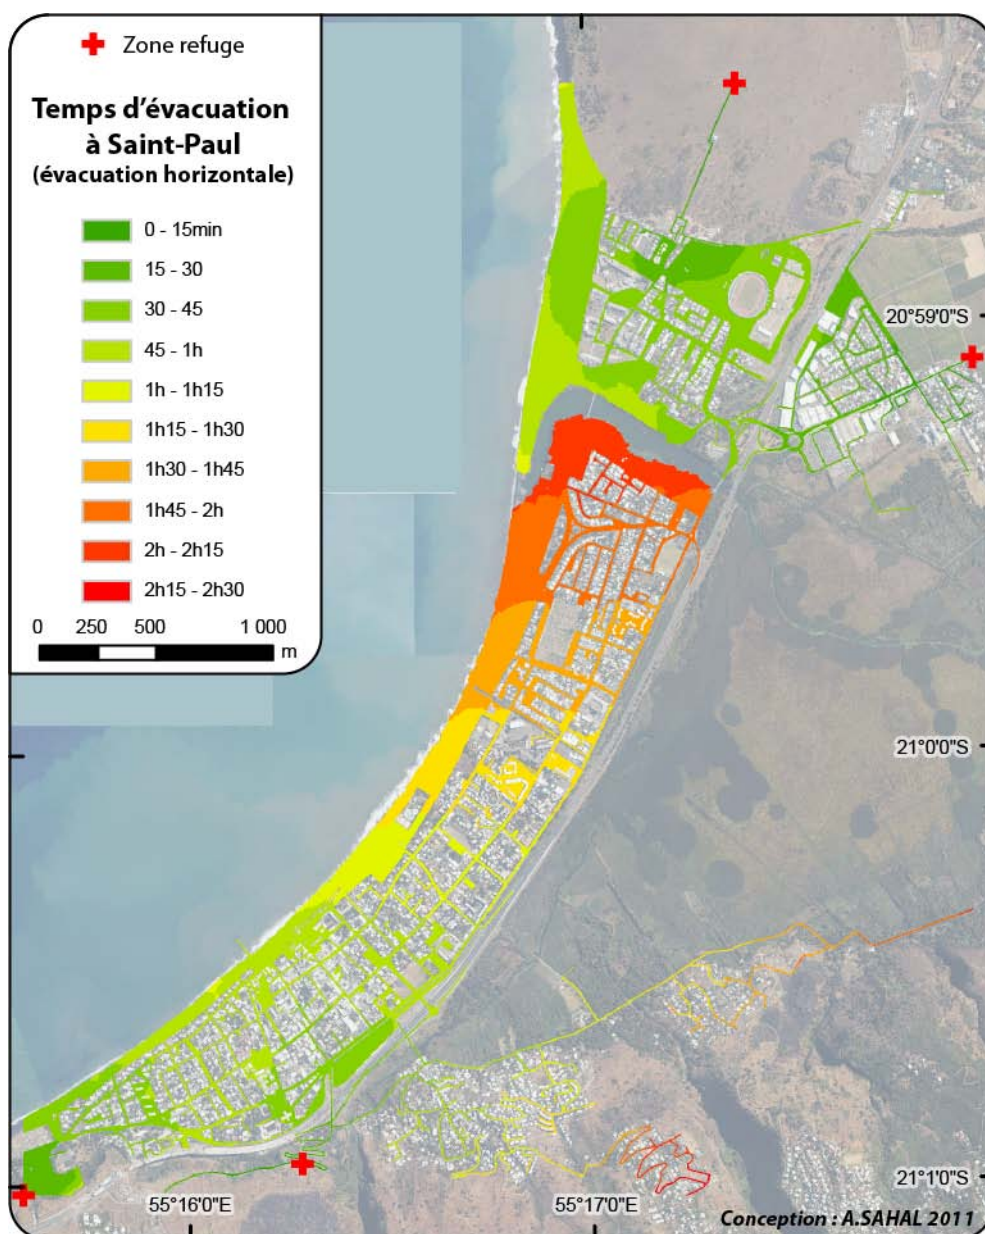 Zone refuge
Temps d'évacuation
à Saint-Paul
(évacuation horizontale)
0 - 15min
15 - 30
30 - 45
45 - 1h
1h - 1h15
1h15 - 1h30
1h30 - 1h45
1h45 - 2h
2h - 2h15
2h15 - 2h30
0 250 500 1 000
m
20°59'0"S
21°0'0"S
21°1'0"S
55°16'0"E
55°17'0"E
Conception : A.SAHAL 2011